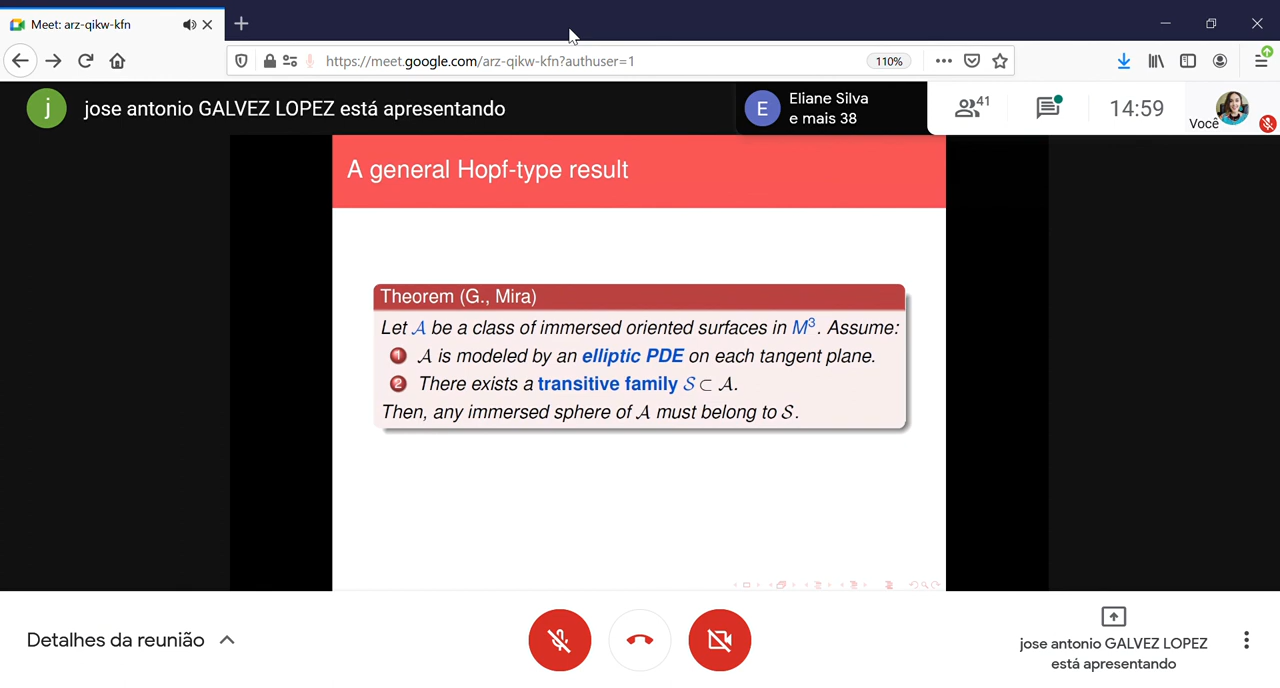 Meet: arz-qikw-kfn
https://meet.google.com/arz-qikw-kfn?authuser=1
110%
j
jose antonio GALVEZ LOPEZ está apresentando
E
Eliane Silva
e mais 38
41
14:59
Você
A general Hopf-type result
Theorem (G., Mira)
Let 𝒜 be a class of immersed oriented surfaces in M³. Assume:
1 𝒜 is modeled by an elliptic PDE on each tangent plane.
2 There exists a transitive family 𝒮 ⊂ 𝒜.
Then, any immersed sphere of 𝒜 must belong to 𝒮.
Detalhes da reunião
jose antonio GALVEZ LOPEZ
está apresentando